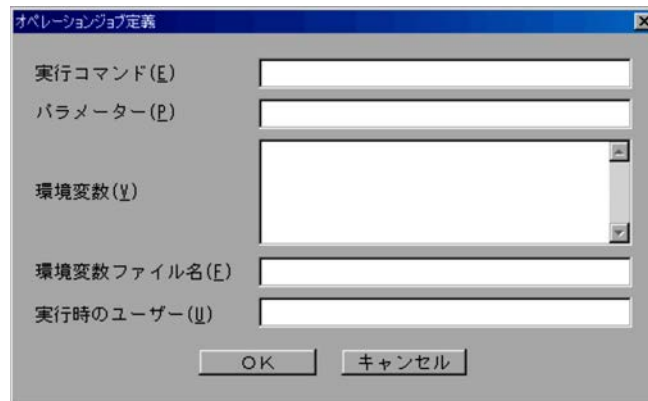 オペレーションジョブ定義
実行コマンド(E)
パラメーター(P)
環境変数(V)
環境変数ファイル名(F)
実行時のユーザー(U)
OK キャンセル